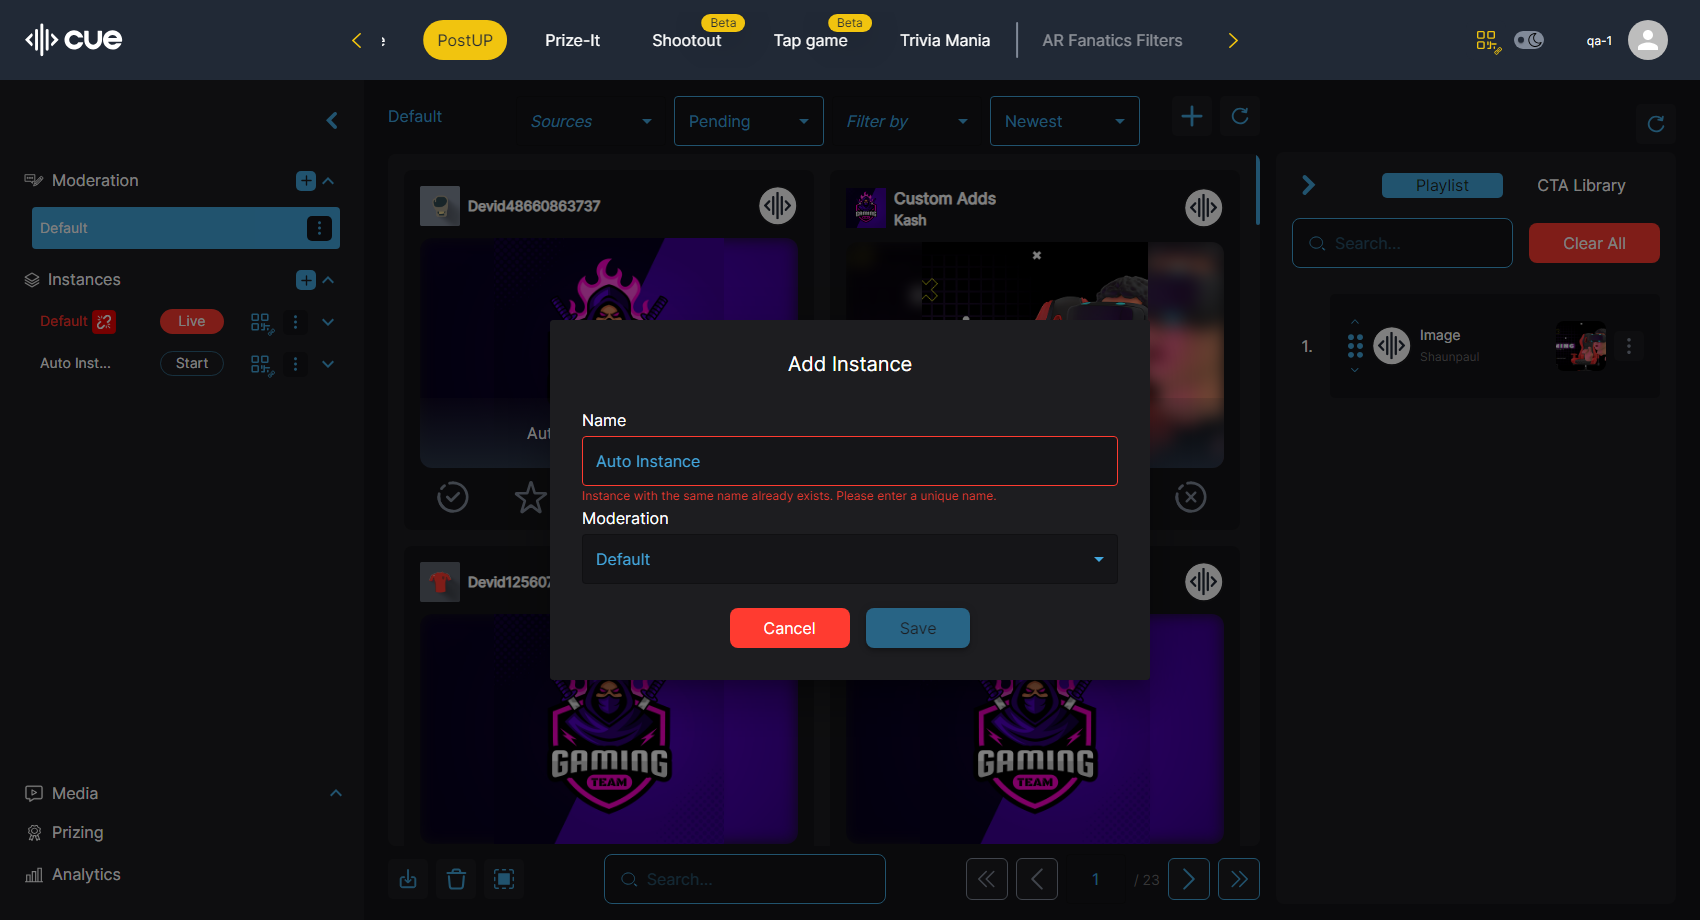 cue
e
PostUP
Prize-It
Shootout
Beta
Tap game
Beta
Trivia Mania
AR Fanatics Filters
qa-1
Moderation
Default
Instances
Default
Live
Auto Inst...
Start
Media
Prizing
Analytics
Default
Sources
Pending
Filter by
Newest
Devid48660863737
Custom Adds
Kash
Aut
Devid125607
GAMING
TEAM
GAMING
TEAM
Search...
1
/ 23
Add Instance
Name
Auto Instance
Instance with the same name already exists. Please enter a unique name.
Moderation
Default
Cancel
Save
Playlist
CTA Library
Search...
Clear All
1.
Image
Shaunpaul